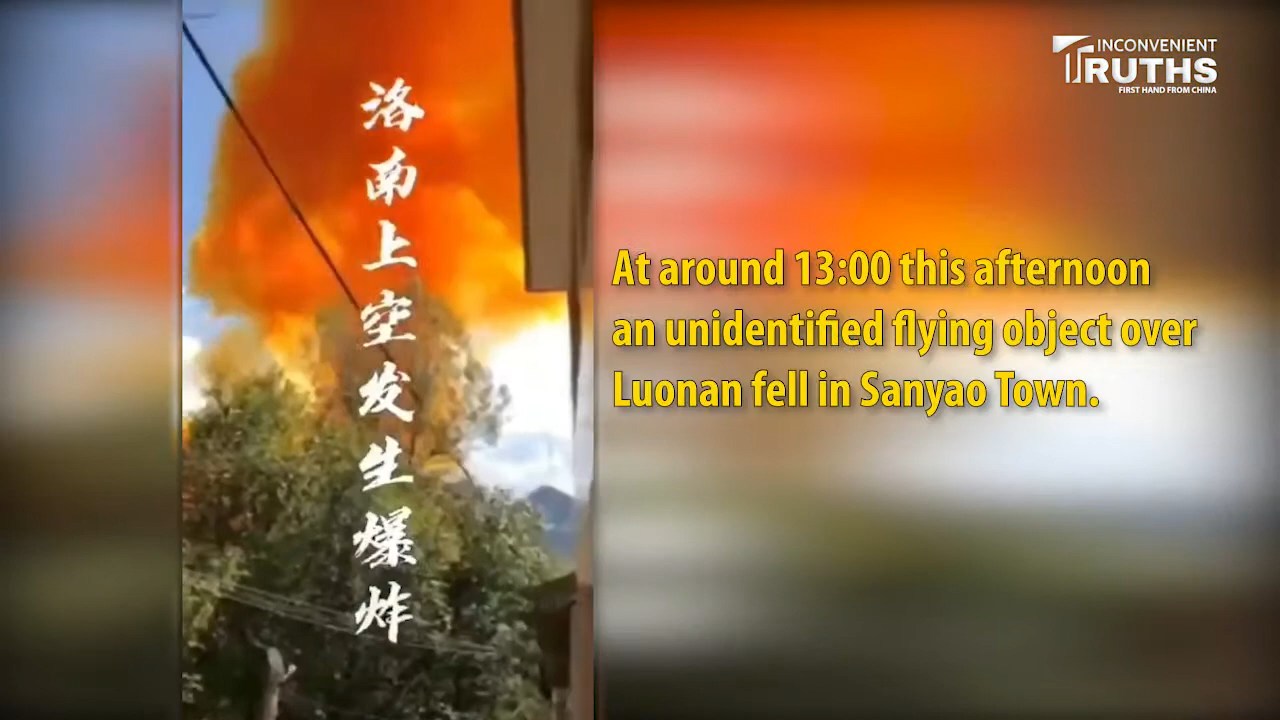 洛南上空发生爆炸
INCONVENIENT
TRUTHS
FIRST HAND FROM CHINA
At around 13:00 this afternoon
an unidentified flying object over
Luonan fell in Sanyao Town.